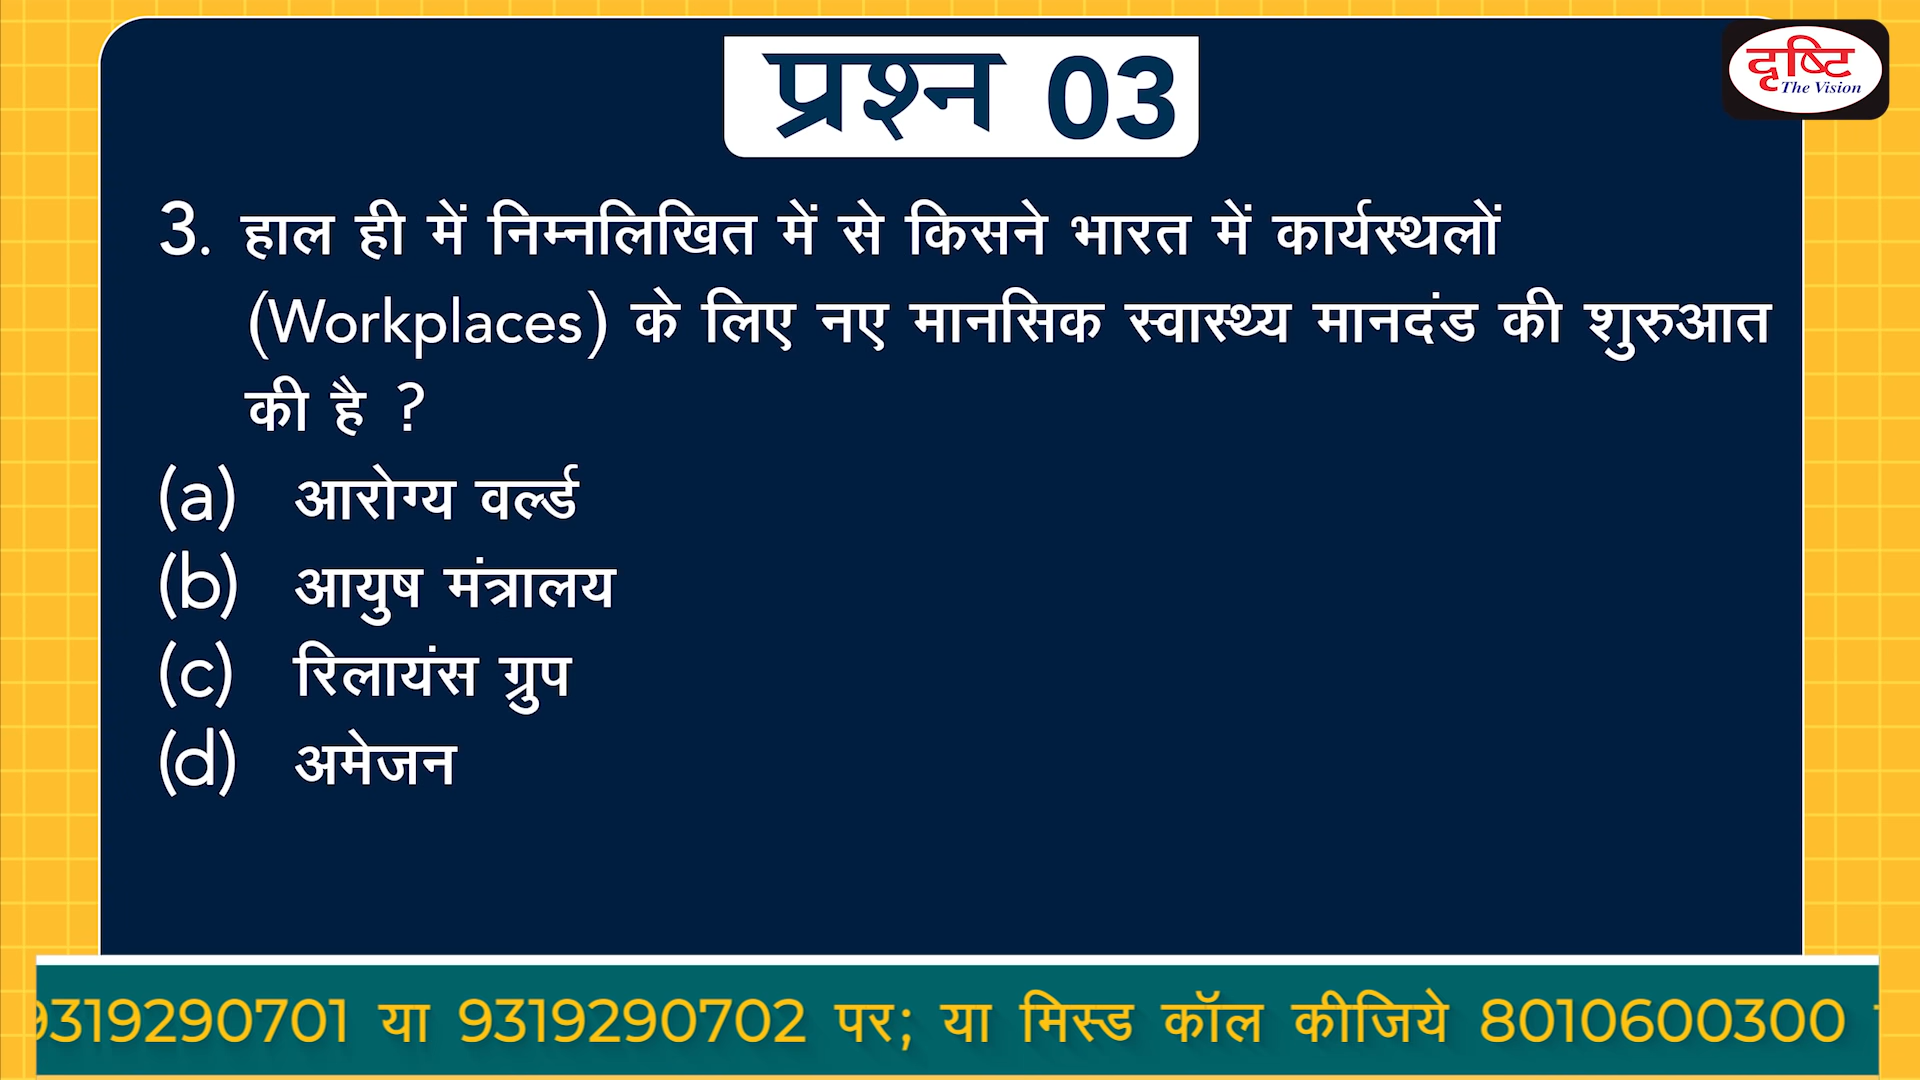 प्रश्न 03
दृष्टि
The Vision
3. हाल ही में निम्नलिखित में से किसने भारत में कार्यस्थलों
(Workplaces) के लिए नए मानसिक स्वास्थ्य मानदंड की शुरुआत
की है ?
(a) आरोग्य वर्ल्ड
(b) आयुष मंत्रालय
(c) रिलायंस ग्रुप
(d) अमेजन
9319290701 या 9319290702 पर; या मिस्ड कॉल कीजिये 8010600300